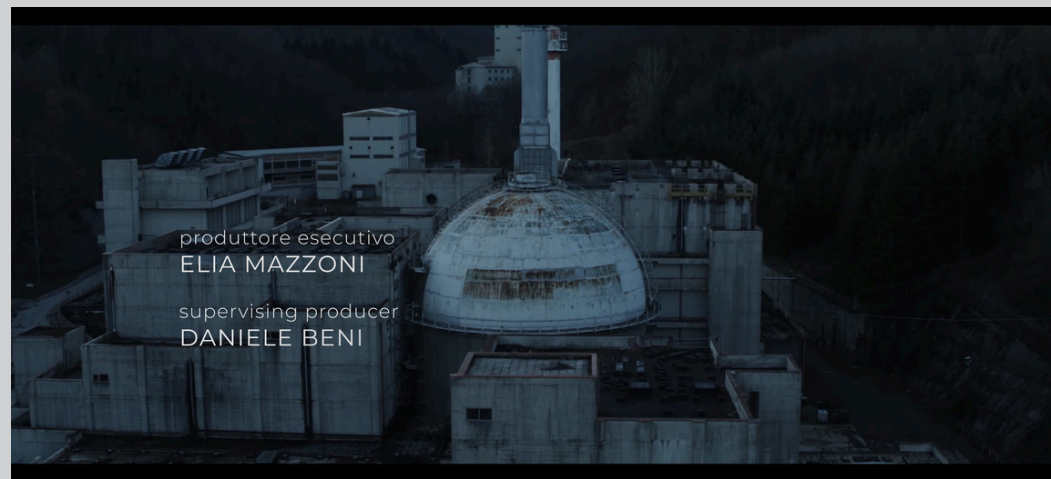 produttore esecutivo
ELIA MAZZONI
supervising producer
DANIELE BENI